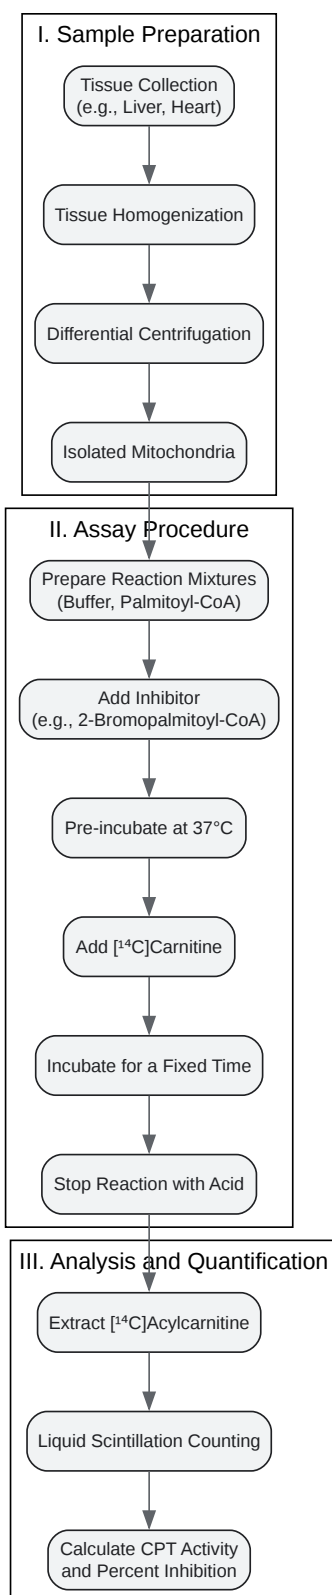 I. Sample Preparation
Tissue Collection
(e.g., Liver, Heart)
Tissue Homogenization
Differential Centrifugation
Isolated Mitochondria
II. Assay Procedure
Prepare Reaction Mixtures
(Buffer, Palmitoyl-CoA)
Add Inhibitor
(e.g., 2-Bromopalmitoyl-CoA)
Pre-incubate at 37°C
Add [¹⁴C]Carnitine
Incubate for a Fixed Time
Stop Reaction with Acid
III. Analysis and Quantification
Extract [¹⁴C]Acylcarnitine
Liquid Scintillation Counting
Calculate CPT Activity
and Percent Inhibition